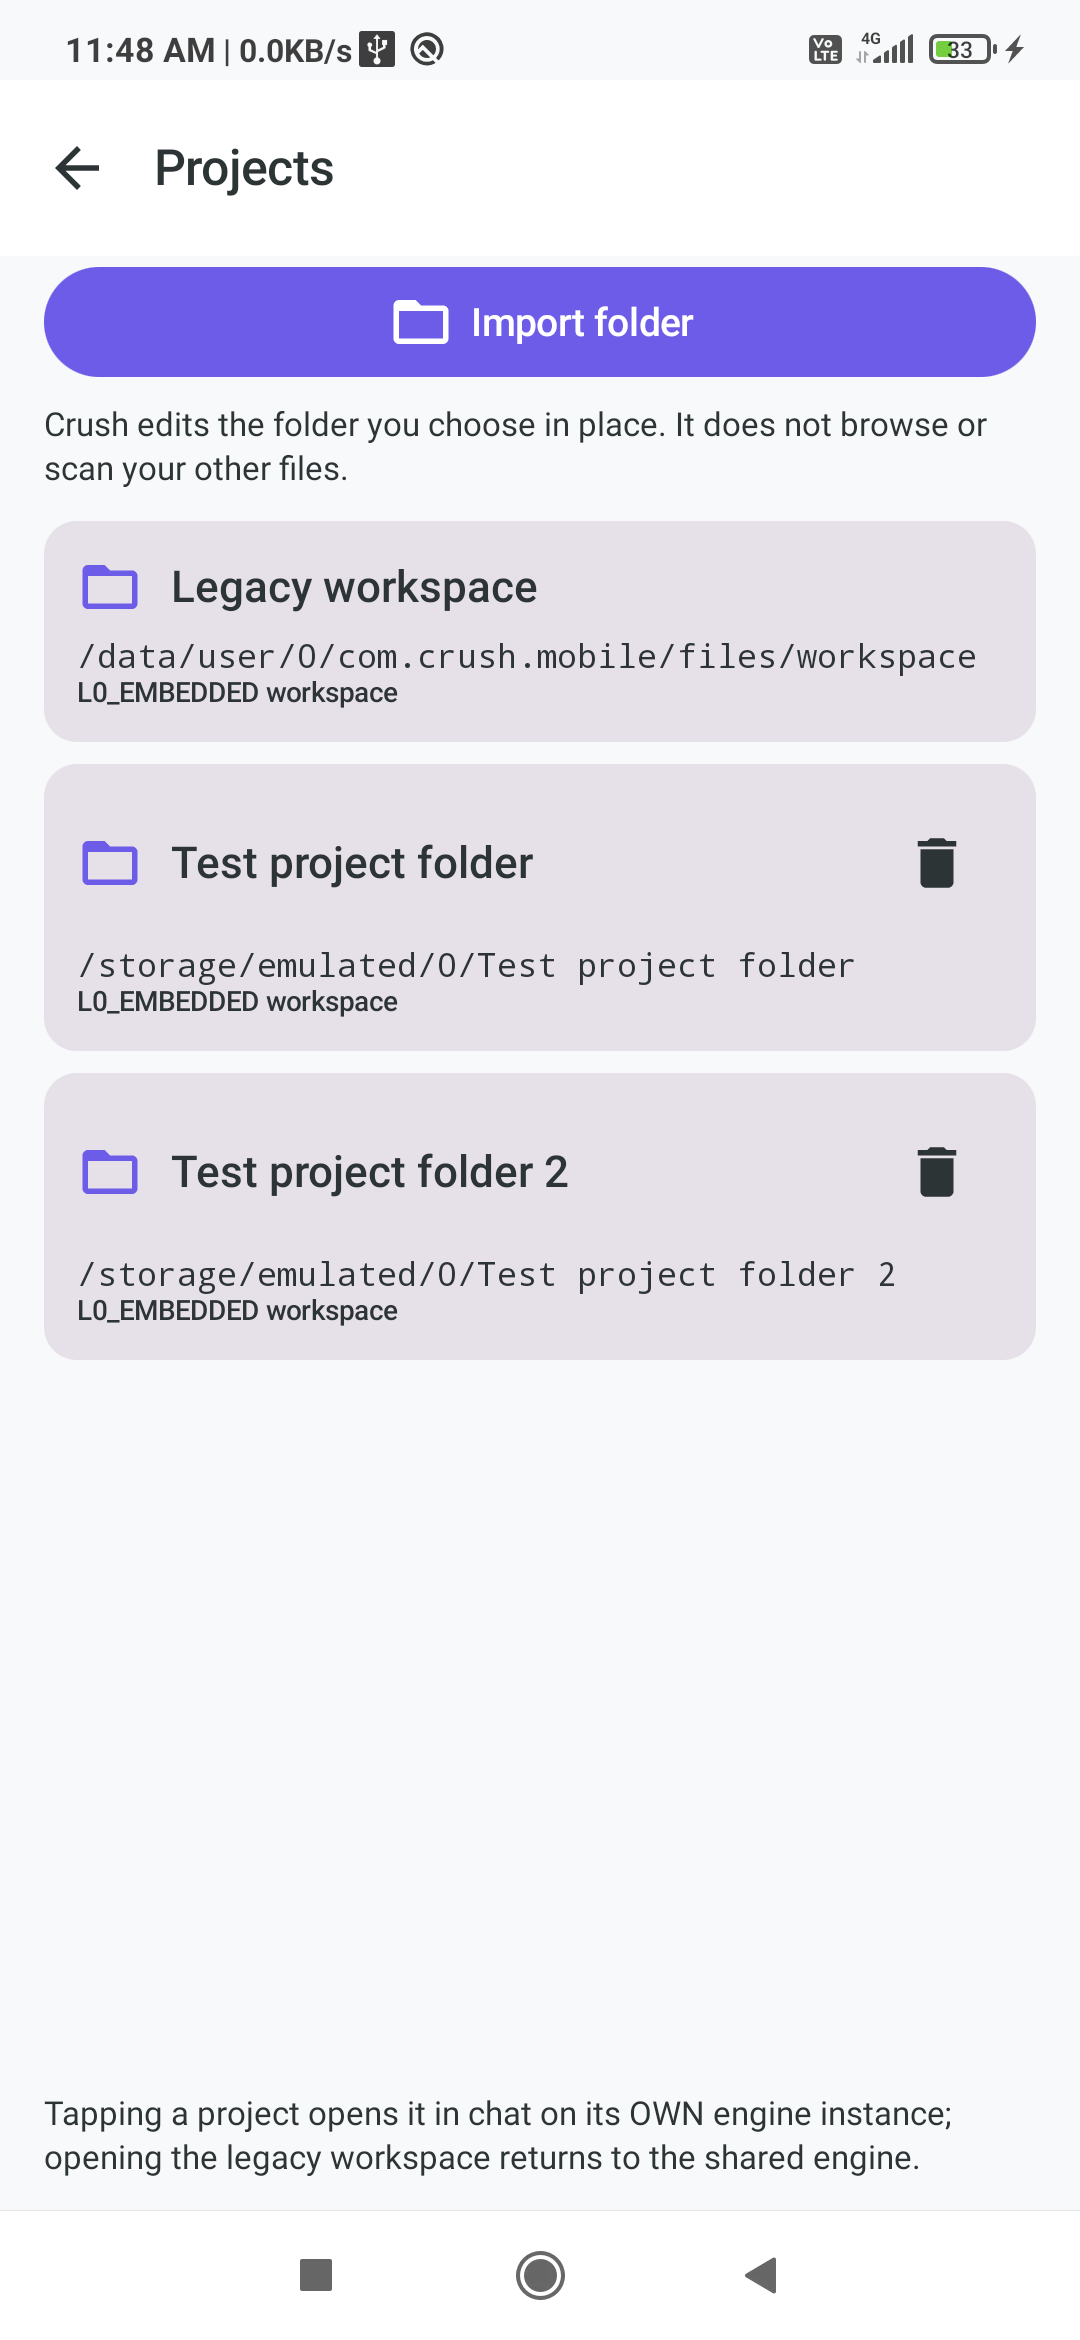 11:48 AM | 0.0KB/s
Vo LTE 4G 33
Projects
Import folder
Crush edits the folder you choose in place. It does not browse or
scan your other files.
Legacy workspace
/data/user/0/com.crush.mobile/files/workspace
L0_EMBEDDED workspace
Test project folder
/storage/emulated/0/Test project folder
L0_EMBEDDED workspace
Test project folder 2
/storage/emulated/0/Test project folder 2
L0_EMBEDDED workspace
Tapping a project opens it in chat on its OWN engine instance;
opening the legacy workspace returns to the shared engine.